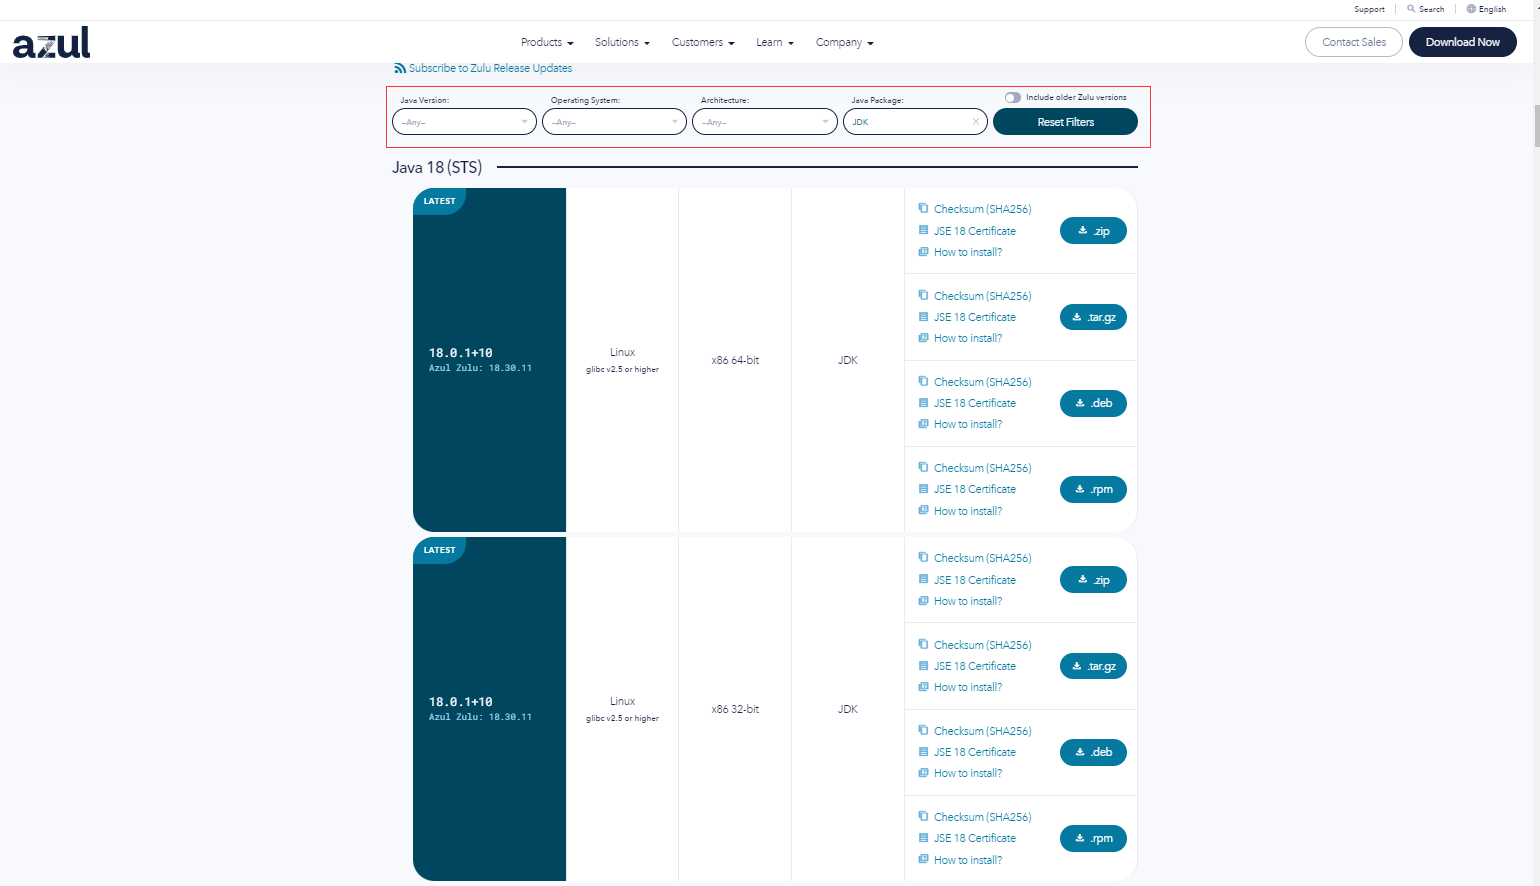 Support
Search
English
azul
Products
Solutions
Customers
Learn
Company
Contact Sales
Download Now
Subscribe to Zulu Release Updates
Java Version:
Operating System:
Architecture:
Java Package:
Include older Zulu versions
--Any--
--Any--
--Any--
JDK
X
Reset Filters
Java 18 (STS)
LATEST
18.0.1+10
Azul Zulu: 18.30.11
Linux
glibc v2.5 or higher
x86 64-bit
JDK
Checksum (SHA256)
JSE 18 Certificate
How to install?
.zip
Checksum (SHA256)
JSE 18 Certificate
How to install?
.tar.gz
Checksum (SHA256)
JSE 18 Certificate
How to install?
.deb
Checksum (SHA256)
JSE 18 Certificate
How to install?
.rpm
LATEST
18.0.1+10
Azul Zulu: 18.30.11
Linux
glibc v2.5 or higher
x86 32-bit
JDK
Checksum (SHA256)
JSE 18 Certificate
How to install?
.zip
Checksum (SHA256)
JSE 18 Certificate
How to install?
.tar.gz
Checksum (SHA256)
JSE 18 Certificate
How to install?
.deb
Checksum (SHA256)
JSE 18 Certificate
How to install?
.rpm